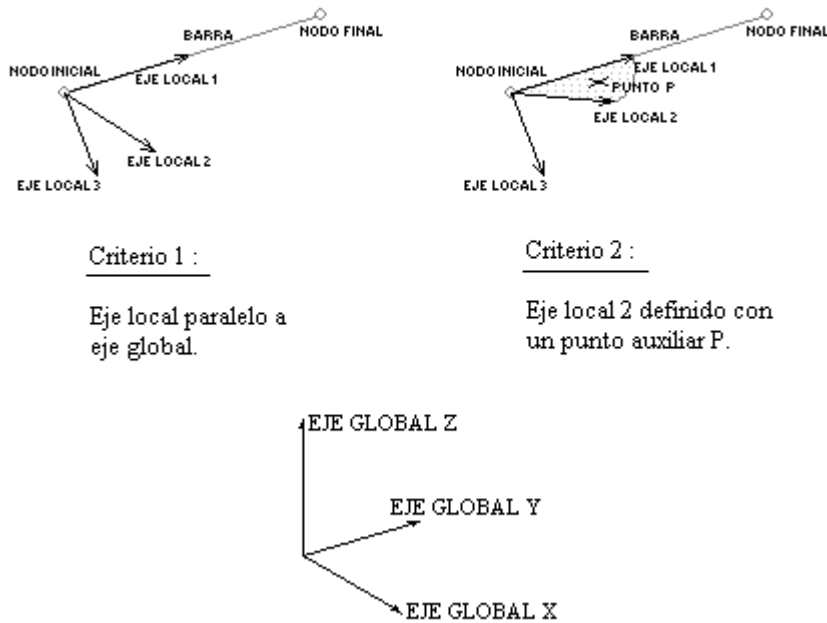 NODO FINAL
BARRA
NODO INICIAL
EJE LOCAL 1
EJE LOCAL 2
EJE LOCAL 3
NODO FINAL
BARRA
NODO INICIAL
EJE LOCAL 1
PUNTO P
EJE LOCAL 2
EJE LOCAL 3
Criterio 1 :
Eje local paralelo a
eje global.
Criterio 2 :
Eje local 2 definido con
un punto auxiliar P.
EJE GLOBAL Z
EJE GLOBAL Y
EJE GLOBAL X